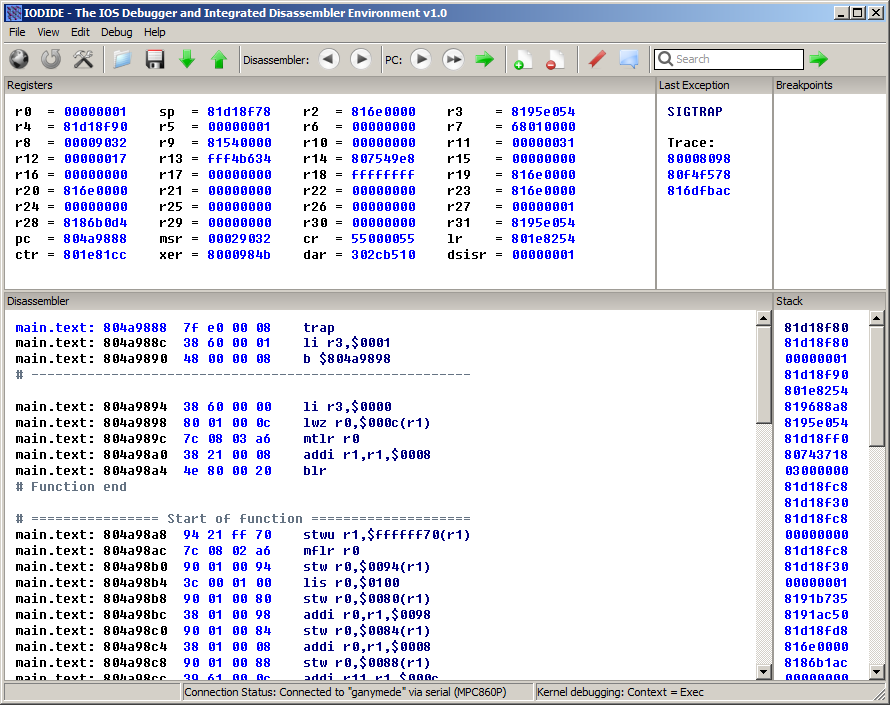 IODIDE - The IOS Debugger and Integrated Disassembler Environment v1.0
File View Edit Debug Help
Disassembler: PC: Search
Registers
r0 = 00000001 sp = 81d18f78 r2 = 816e0000 r3 = 8195e054
r4 = 81d18f90 r5 = 00000001 r6 = 00000000 r7 = 68010000
r8 = 00009032 r9 = 81540000 r10 = 00000000 r11 = 00000031
r12 = 00000017 r13 = fff4b634 r14 = 807549e8 r15 = 00000000
r16 = 00000000 r17 = 00000000 r18 = ffffffff r19 = 816e0000
r20 = 816e0000 r21 = 00000000 r22 = 00000000 r23 = 816e0000
r24 = 00000000 r25 = 00000000 r26 = 00000000 r27 = 00000001
r28 = 8186b0d4 r29 = 00000000 r30 = 00000000 r31 = 8195e054
pc = 804a9888 msr = 00029032 cr = 55000055 lr = 801e8254
ctr = 801e81cc xer = 8000984b dar = 302cb510 dsisr = 00000001
Last Exception
SIGTRAP
Trace:
80008098
80f4f578
816dfbac
Breakpoints
Disassembler
main.text: 804a9888 7f e0 00 08 trap
main.text: 804a988c 38 60 00 01 li r3,$0001
main.text: 804a9890 48 00 00 08 b $804a9898
# -------------------------------------------------------
main.text: 804a9894 38 60 00 00 li r3,$0000
main.text: 804a9898 80 01 00 0c lwz r0,$000c(r1)
main.text: 804a989c 7c 08 03 a6 mtlr r0
main.text: 804a98a0 38 21 00 08 addi r1,r1,$0008
main.text: 804a98a4 4e 80 00 20 blr
# Function end
# ================ Start of function ====================
main.text: 804a98a8 94 21 ff 70 stwu r1,$ffffff70(r1)
main.text: 804a98ac 7c 08 02 a6 mflr r0
main.text: 804a98b0 90 01 00 94 stw r0,$0094(r1)
main.text: 804a98b4 3c 00 01 00 lis r0,$0100
main.text: 804a98b8 90 01 00 80 stw r0,$0080(r1)
main.text: 804a98bc 38 01 00 98 addi r0,r1,$0098
main.text: 804a98c0 90 01 00 84 stw r0,$0084(r1)
main.text: 804a98c4 38 01 00 08 addi r0,r1,$0008
main.text: 804a98c8 90 01 00 88 stw r0,$0088(r1)
main.text: 804a98cc 39 61 00 0c addi r11,r1,$000c
Stack
81d18f80
81d18f80
00000001
81d18f90
801e8254
819688a8
8195e054
81d18ff0
80743718
03000000
81d18fc8
81d18f30
81d18fc8
00000000
81d18fc8
81d18f30
00000001
8191b735
8191ac50
81d18fd8
816e0000
8186b1ac
00000000
Connection Status: Connected to "ganymede" via serial (MPC860P) Kernel debugging: Context = Exec